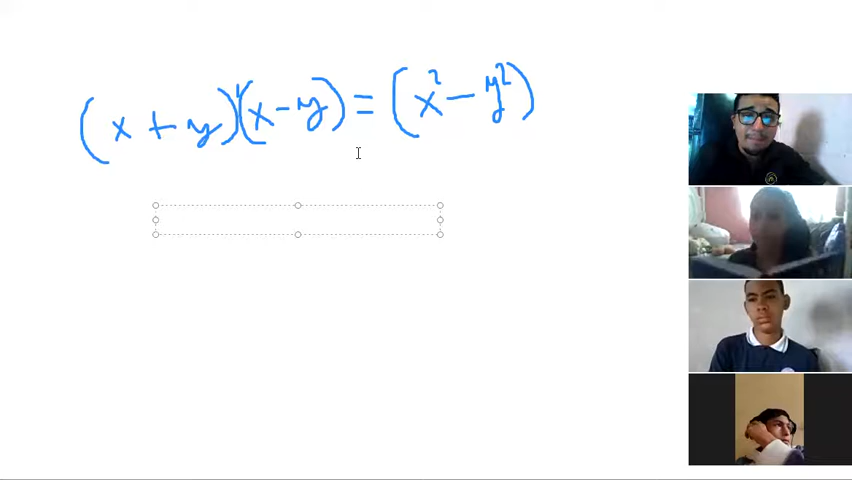 (x + y)(x - y) = (x² - y²)